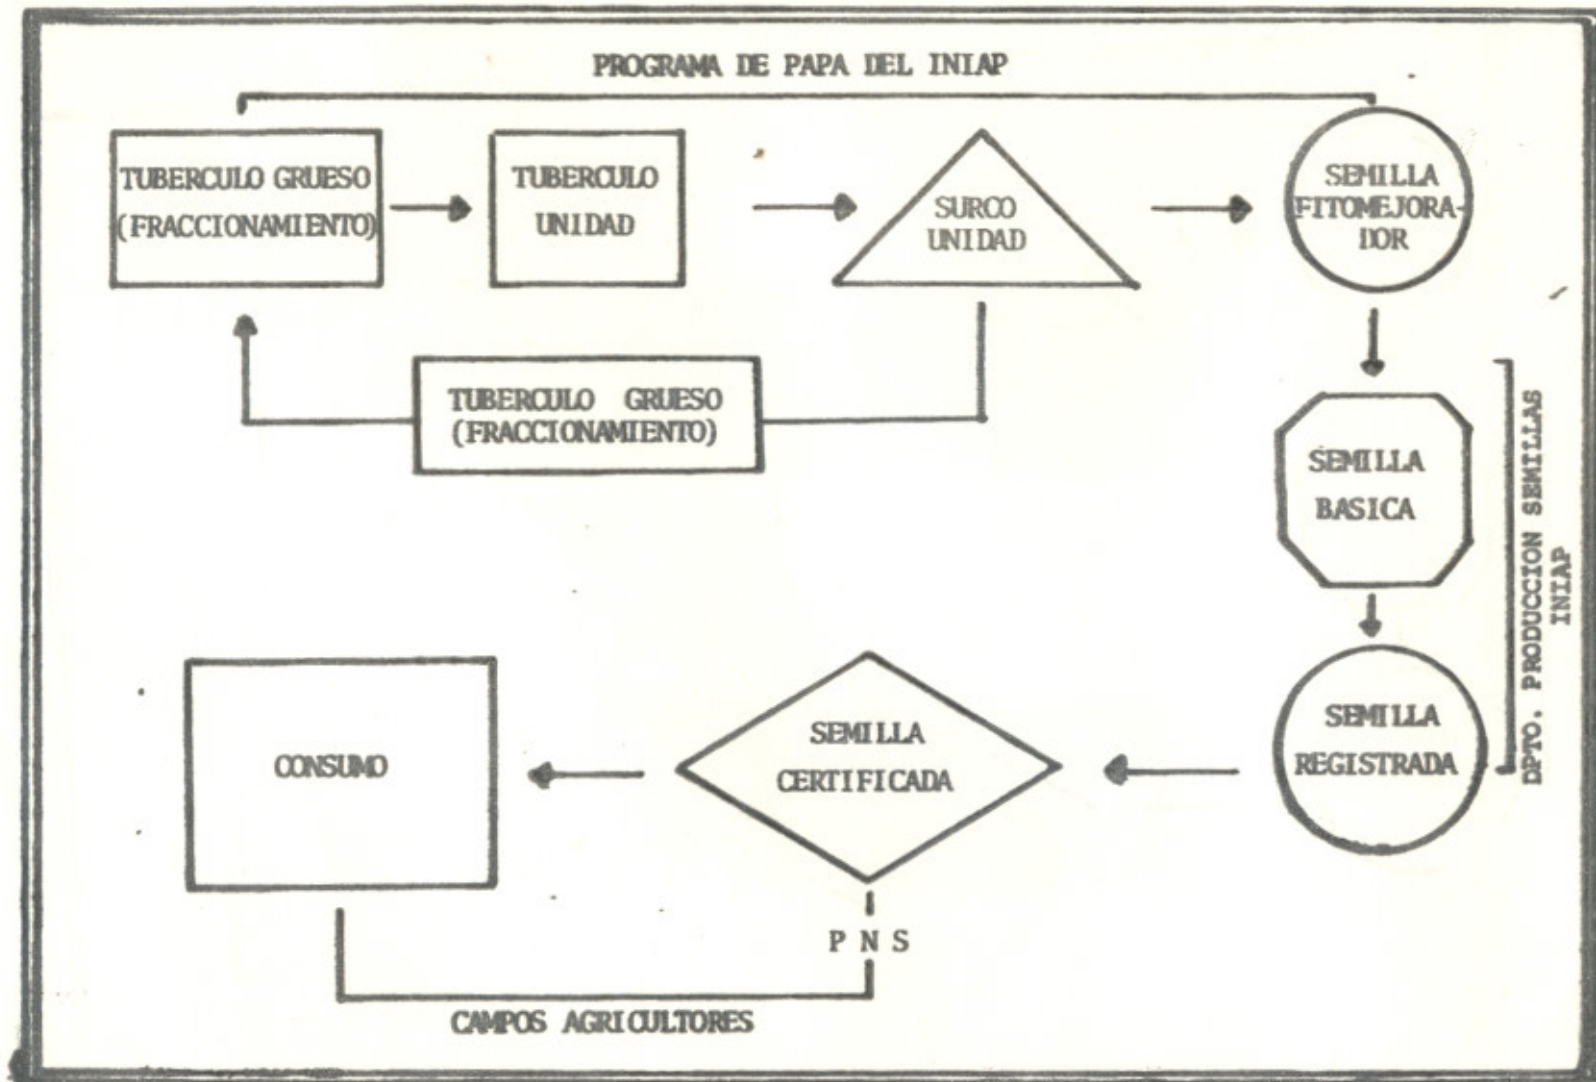 PROGRAMA DE PAPA DEL INIAP
TUBERCULO GRUESO
(FRACCIONAMIENTO)
TUBERCULO
UNIDAD
SURCO
UNIDAD
SEMILLA
FITOMEJORA-
DOR
TUBERCULO GRUESO
(FRACCIONAMIENTO)
SEMILLA
BASICA
DPTO. PRODUCCION SEMILLAS
INIAP
SEMILLA
REGISTRADA
SEMILLA
CERTIFICADA
CONSUMO
P N S
CAMPOS AGRICULTORES